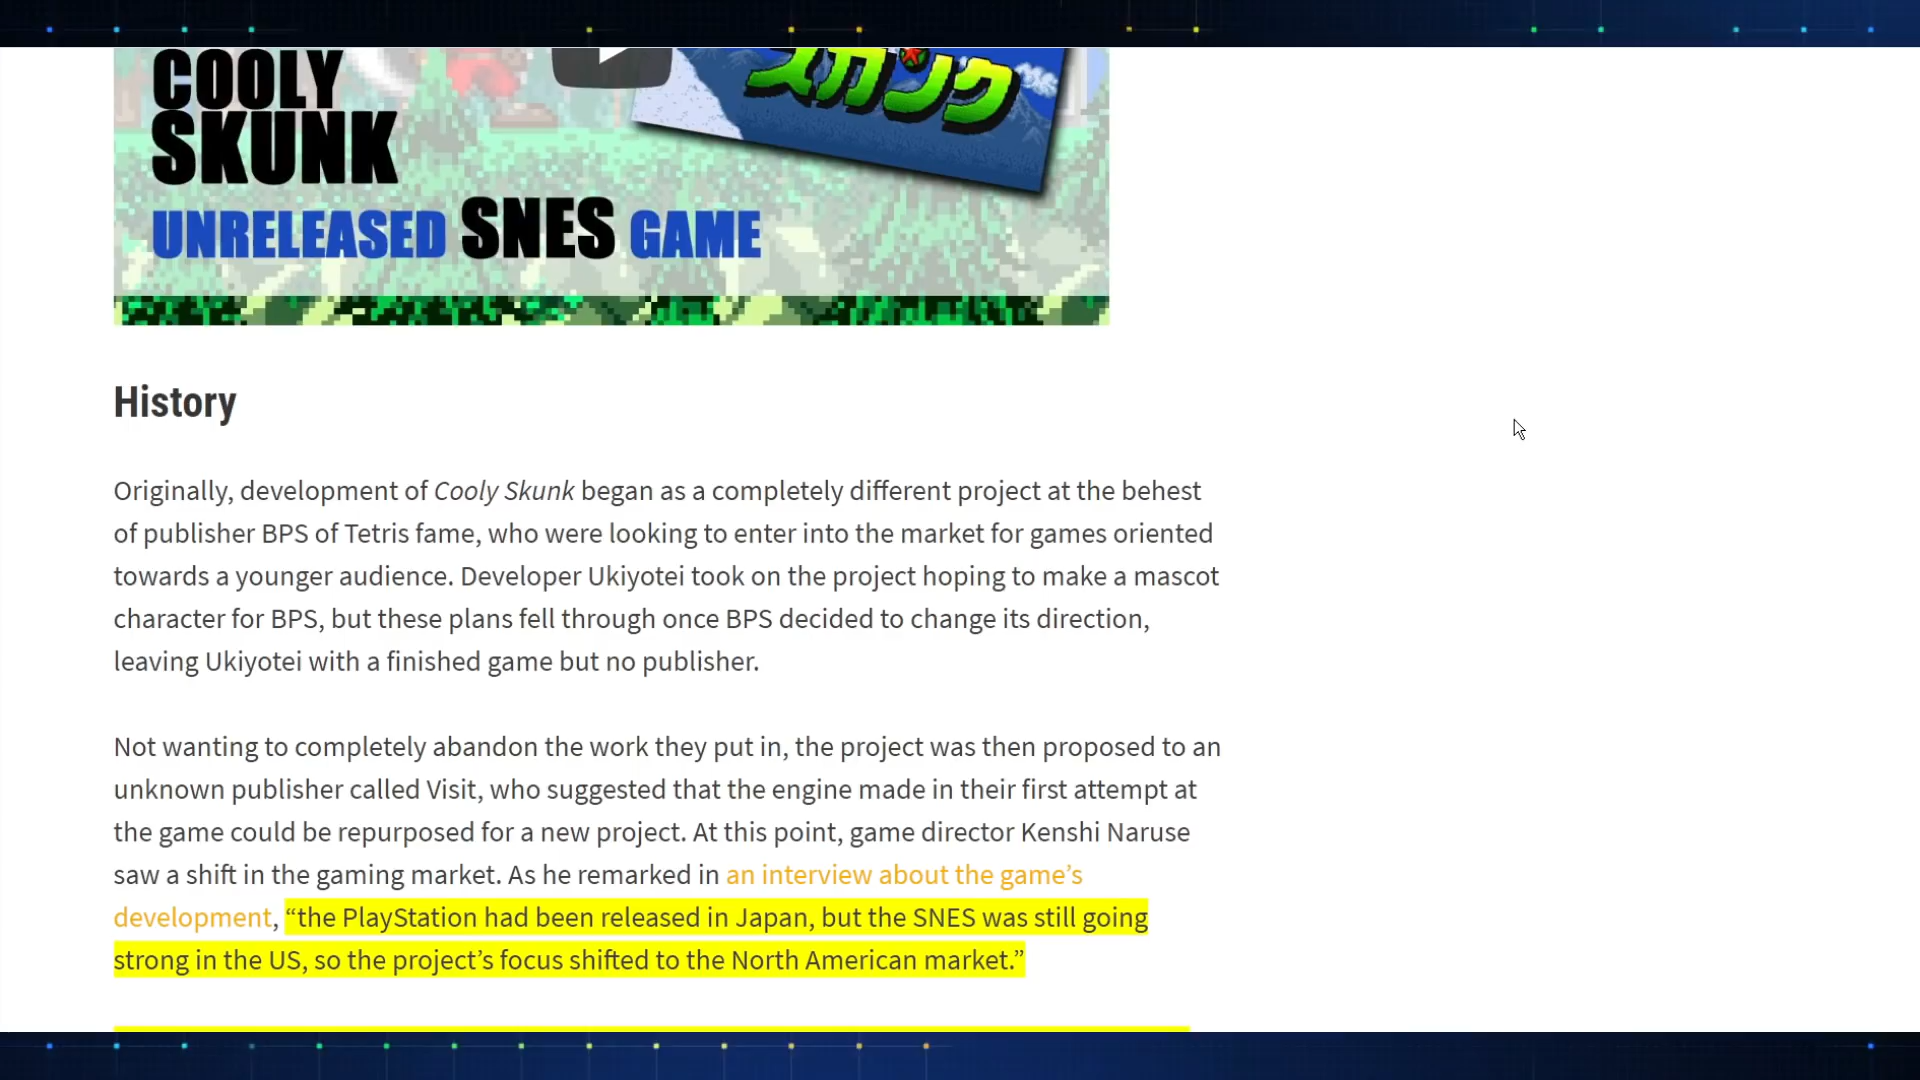 COOLY
SKUNK
スカンク
UNRELEASED SNES GAME
History
Originally, development of Cooly Skunk began as a completely different project at the behest
of publisher BPS of Tetris fame, who were looking to enter into the market for games oriented
towards a younger audience. Developer Ukiyotei took on the project hoping to make a mascot
character for BPS, but these plans fell through once BPS decided to change its direction,
leaving Ukiyotei with a finished game but no publisher.
Not wanting to completely abandon the work they put in, the project was then proposed to an
unknown publisher called Visit, who suggested that the engine made in their first attempt at
the game could be repurposed for a new project. At this point, game director Kenshi Naruse
saw a shift in the gaming market. As he remarked in an interview about the game’s
development, “the PlayStation had been released in Japan, but the SNES was still going
strong in the US, so the project’s focus shifted to the North American market.”